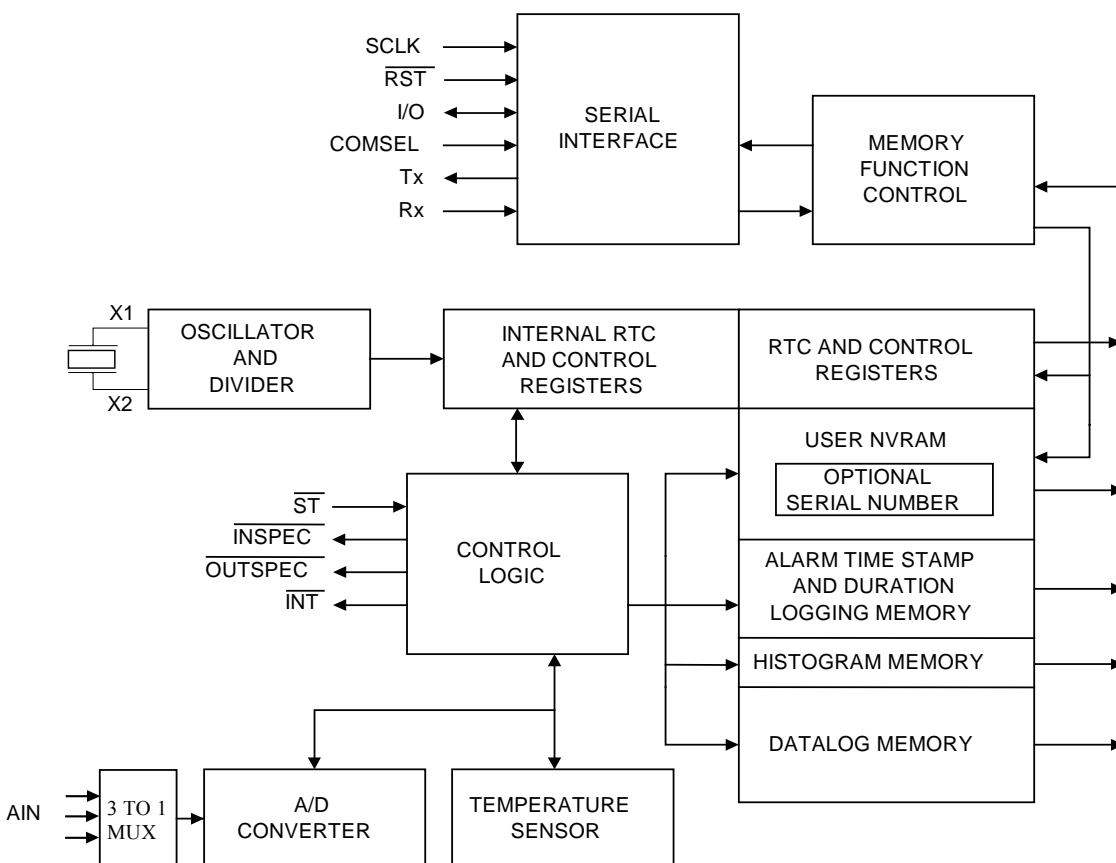 SCLK
RST
I/O
COMSEL
Tx
Rx
SERIAL
INTERFACE
MEMORY
FUNCTION
CONTROL
X1
X2
OSCILLATOR
AND
DIVIDER
INTERNAL RTC
AND CONTROL
REGISTERS
RTC AND CONTROL
REGISTERS
USER NVRAM
OPTIONAL
SERIAL NUMBER
ST
INSPEC
OUTSPEC
INT
CONTROL
LOGIC
ALARM TIME STAMP
AND DURATION
LOGGING MEMORY
HISTOGRAM MEMORY
DATALOG MEMORY
AIN
3 TO 1
MUX
A/D
CONVERTER
TEMPERATURE
SENSOR